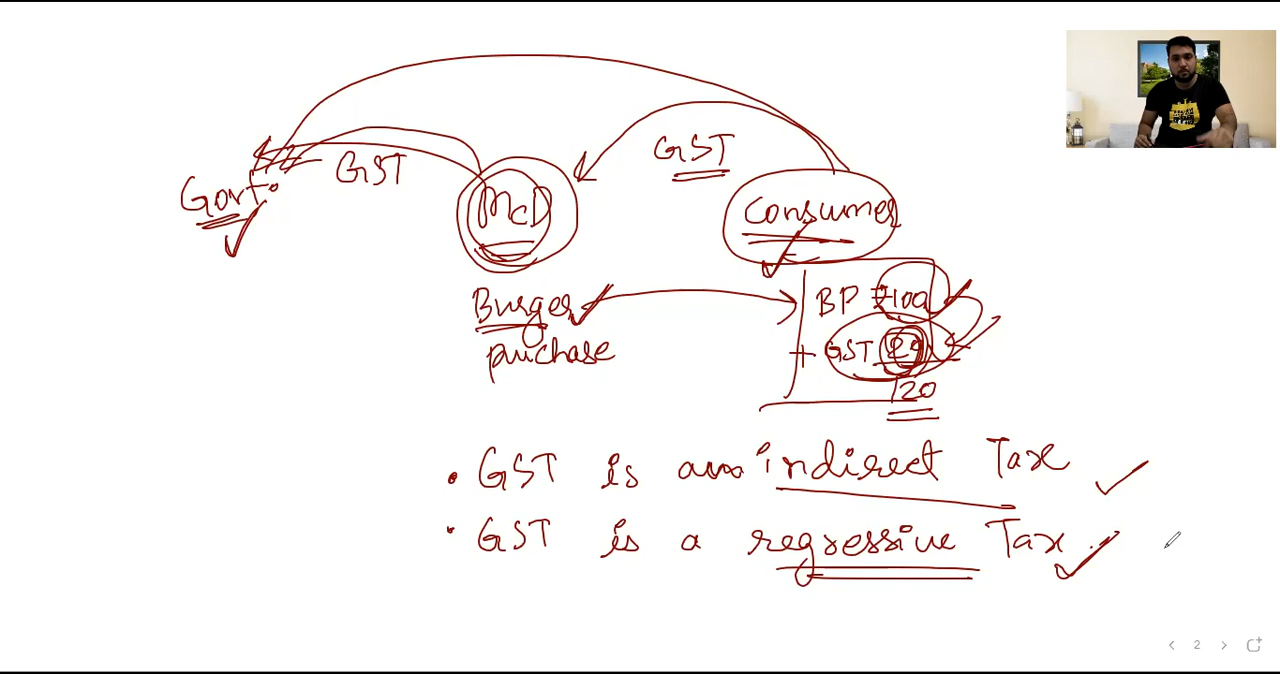 GST
GST
Govt.
McD
Consumer
Burger
purchase
BP ₹100
+ GST 20
120
• GST is an indirect Tax
• GST is a regressive Tax.
2